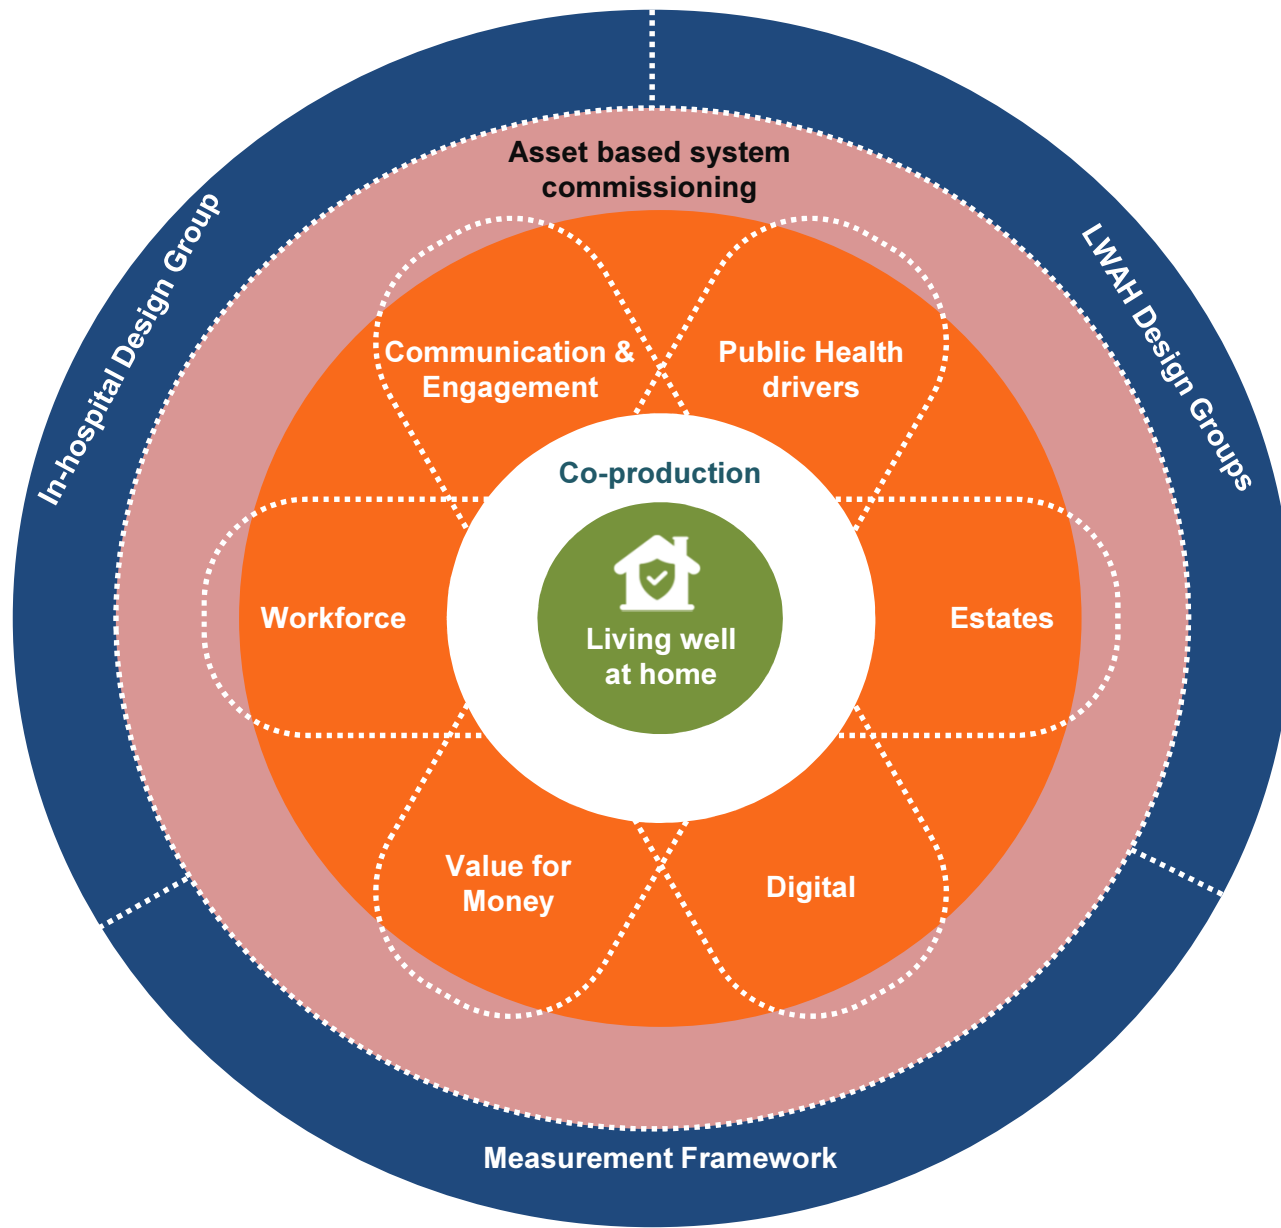 Asset based system
commissioning
In-hospital Design Group
LWAH Design Groups
Communication &
Engagement
Public Health
drivers
Co-production
Workforce
Living well
at home
Estates
Value for
Money
Digital
Measurement Framework